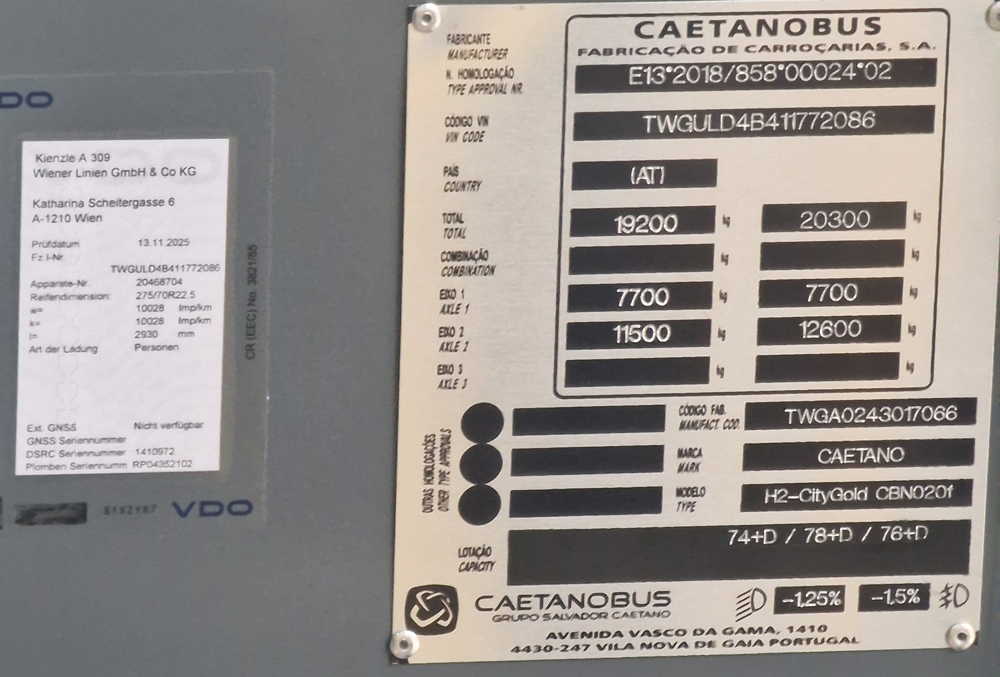 VDO
Kienzle A 309
Wiener Linien GmbH & Co KG
Katharina Scheitergasse 6
A-1210 Wien
Prüfdatum 13.11.2025
Fz.I-Nr.
TWGULD4B411772086
Apparate-Nr. 20468704
Reifendimension: 275/70R22.5
w= 10028 Imp/km
k= 10028 Imp/km
l= 2930 mm
Art der Ladung Personen
Ext. GNSS Nicht verfügbar
GNSS Seriennummer
DSRC Seriennummer 1410972
Plomben Seriennumm RP04352102
CR (EEC) No. 3821/85
VDO
FABRICANTE
MANUFACTURER
CAETANOBUS
FABRICAÇÃO DE CARROÇARIAS, S.A.
N. HOMOLOGAÇÃO
TYPE APPROVAL NR.
E13*2018/858*00024*02
CÓDIGO VIN
VIN CODE
TWGULD4B411772086
PAÍS
COUNTRY
(AT)
TOTAL
TOTAL
19200 kg 20300 kg
COMBINAÇÃO
COMBINATION
kg kg
EIXO 1
AXLE 1
7700 kg 7700 kg
EIXO 2
AXLE 2
11500 kg 12600 kg
EIXO 3
AXLE 3
kg kg
OUTRAS HOMOLOGAÇÕES
OTHER TYPE APPROVALS
CÓDIGO FAB.
MANUFACT. COD.
TWGA0243017066
MARCA
MARK
CAETANO
MODELO
TYPE
H2-CityGold CBN020f
LOTAÇÃO
CAPACITY
74+D / 78+D / 76+D
CAETANOBUS
GRUPO SALVADOR CAETANO
-1,25% -1,5%
AVENIDA VASCO DA GAMA, 1410
4430-247 VILA NOVA DE GAIA PORTUGAL